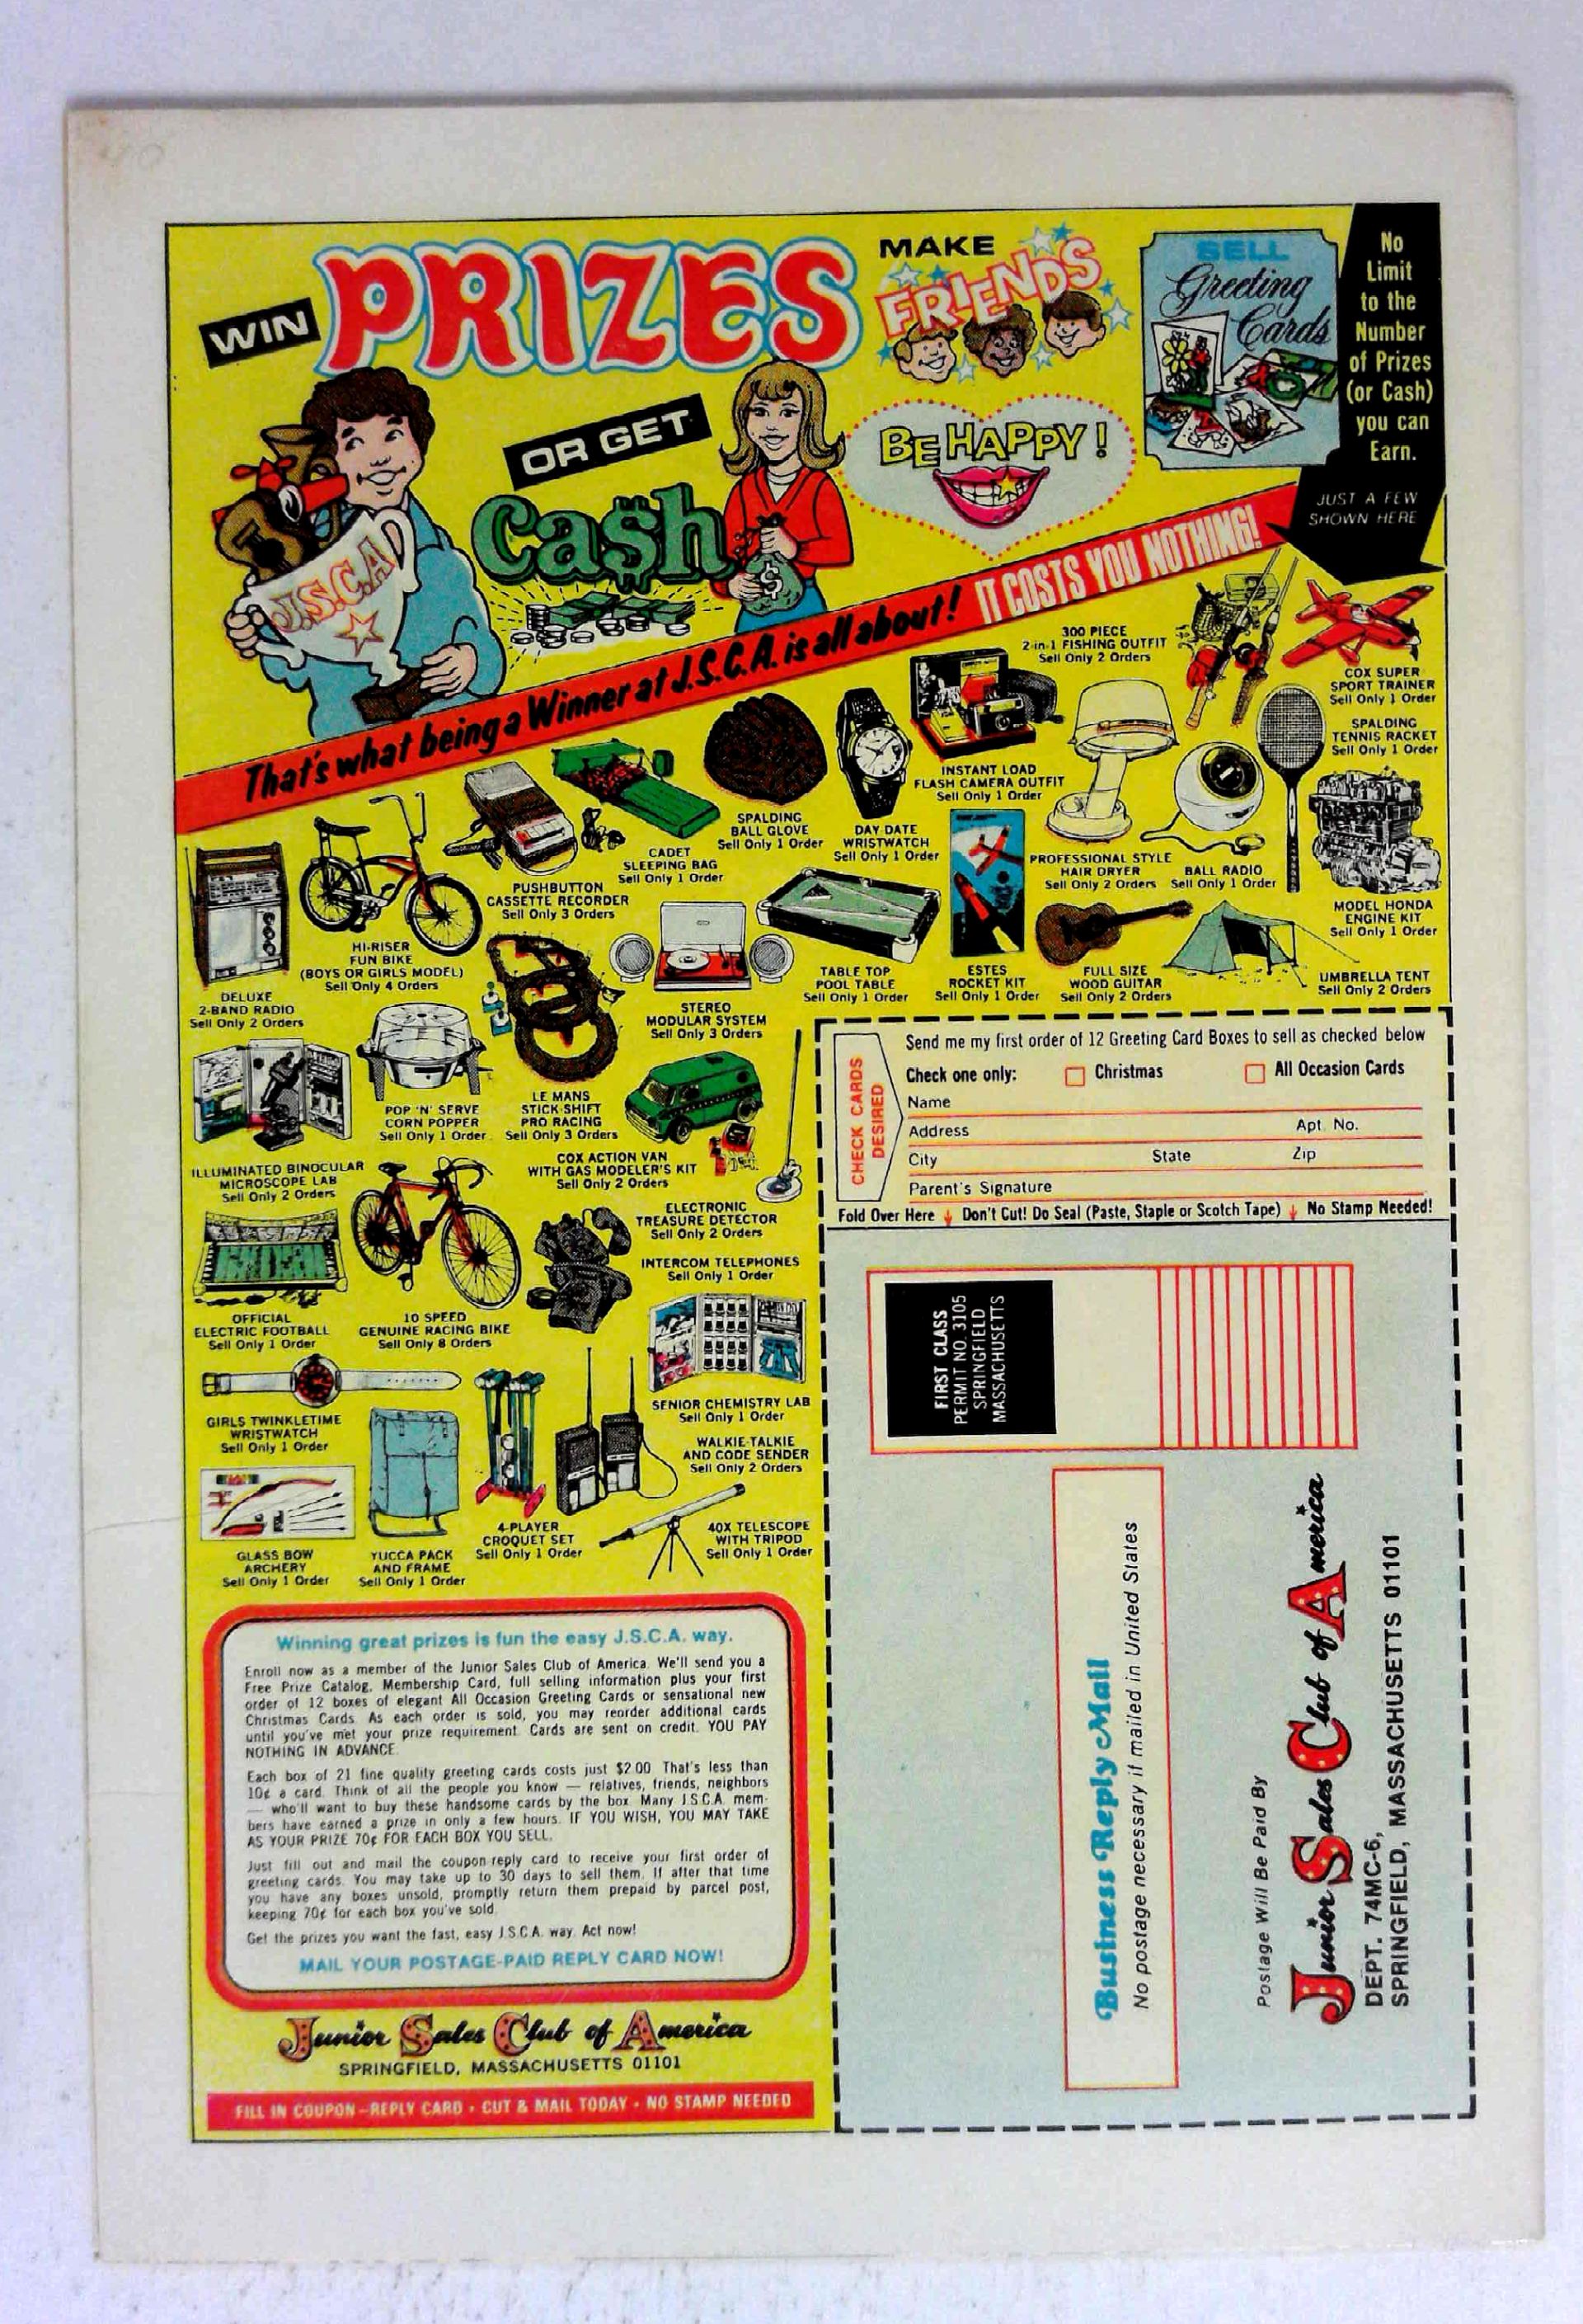 WIN
PRIZES
OR GET
Ca$h
MAKE
FRIENDS
BE HAPPY!
SELL
Greeting
Cards
No
Limit
to the
Number
of Prizes
(or Cash)
you can
Earn.
JUST A FEW
SHOWN HERE
J.S.C.A
$
That's what being a Winner at J.S.C.A. is all about! IT COSTS YOU NOTHING!
300 PIECE
2-in-1 FISHING OUTFIT
Sell Only 2 Orders
COX SUPER
SPORT TRAINER
Sell Only 1 Order
SPALDING
TENNIS RACKET
Sell Only 1 Order
INSTANT LOAD
FLASH CAMERA OUTFIT
Sell Only 1 Order
SPALDING
BALL GLOVE
Sell Only 1 Order
DAY-DATE
WRISTWATCH
Sell Only 1 Order
CADET
SLEEPING BAG
Sell Only 1 Order
PUSHBUTTON
CASSETTE RECORDER
Sell Only 3 Orders
PROFESSIONAL STYLE
HAIR DRYER
Sell Only 2 Orders
BALL RADIO
Sell Only 1 Order
MODEL HONDA
ENGINE KIT
Sell Only 1 Order
HI-RISER
FUN BIKE
(BOYS OR GIRLS MODEL)
Sell Only 4 Orders
DELUXE
2-BAND RADIO
Sell Only 2 Orders
STEREO
MODULAR SYSTEM
Sell Only 3 Orders
TABLE TOP
POOL TABLE
Sell Only 1 Order
ESTES
ROCKET KIT
Sell Only 1 Order
FULL SIZE
WOOD GUITAR
Sell Only 2 Orders
UMBRELLA TENT
Sell Only 2 Orders
POP 'N' SERVE
CORN POPPER
Sell Only 1 Order
LE MANS
STICK-SHIFT
PRO RACING
Sell Only 3 Orders
ILLUMINATED BINOCULAR
MICROSCOPE LAB
Sell Only 2 Orders
COX ACTION VAN
WITH GAS MODELER'S KIT
Sell Only 2 Orders
ELECTRONIC
TREASURE DETECTOR
Sell Only 2 Orders
INTERCOM TELEPHONES
Sell Only 1 Order
OFFICIAL
ELECTRIC FOOTBALL
Sell Only 1 Order
10 SPEED
GENUINE RACING BIKE
Sell Only 8 Orders
SENIOR CHEMISTRY LAB
Sell Only 1 Order
GIRLS TWINKLETIME
WRISTWATCH
Sell Only 1 Order
WALKIE-TALKIE
AND CODE SENDER
Sell Only 2 Orders
4-PLAYER
CROQUET SET
Sell Only 1 Order
40X TELESCOPE
WITH TRIPOD
Sell Only 1 Order
GLASS BOW
ARCHERY
Sell Only 1 Order
YUCCA PACK
AND FRAME
Sell Only 1 Order
Winning great prizes is fun the easy J.S.C.A. way.
Enroll now as a member of the Junior Sales Club of America. We'll send you a
Free Prize Catalog, Membership Card, full selling information plus your first
order of 12 boxes of elegant All Occasion Greeting Cards or sensational new
Christmas Cards. As each order is sold, you may reorder additional cards
until you've met your prize requirement. Cards are sent on credit. YOU PAY
NOTHING IN ADVANCE.
Each box of 21 fine quality greeting cards costs just $2.00. That's less than
10¢ a card. Think of all the people you know — relatives, friends, neighbors
— who'll want to buy these handsome cards by the box. Many J.S.C.A. mem-
bers have earned a prize in only a few hours. IF YOU WISH, YOU MAY TAKE
AS YOUR PRIZE 70¢ FOR EACH BOX YOU SELL.
Just fill out and mail the coupon-reply card to receive your first order of
greeting cards. You may take up to 30 days to sell them. If after that time
you have any boxes unsold, promptly return them prepaid by parcel post,
keeping 70¢ for each box you've sold.
Get the prizes you want the fast, easy J.S.C.A. way. Act now!
MAIL YOUR POSTAGE-PAID REPLY CARD NOW!
Junior Sales Club of America
SPRINGFIELD, MASSACHUSETTS 01101
FILL IN COUPON–REPLY CARD • CUT & MAIL TODAY • NO STAMP NEEDED
CHECK CARDS
DESIRED
Send me my first order of 12 Greeting Card Boxes to sell as checked below
Check one only: Christmas All Occasion Cards
Name
Address Apt. No.
City State Zip
Parent's Signature
Fold Over Here Don't Cut! Do Seal (Paste, Staple or Scotch Tape) No Stamp Needed!
FIRST CLASS
PERMIT NO. 3105
SPRINGFIELD
MASSACHUSETTS
Business Reply Mail
No postage necessary if mailed in United States
Postage Will Be Paid By
Junior Sales Club of America
DEPT. 74MC-6,
SPRINGFIELD, MASSACHUSETTS 01101